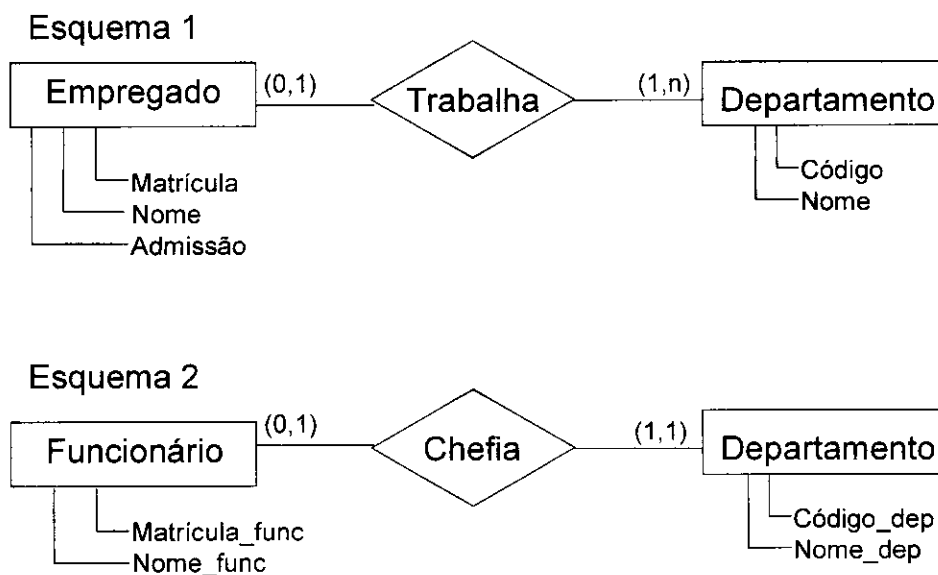 Esquema 1
Empregado (0,1) Trabalha (1,n) Departamento
Matrícula
Nome
Admissão
Código
Nome
Esquema 2
Funcionário (0,1) Chefia (1,1) Departamento
Matrícula_func
Nome_func
Código_dep
Nome_dep